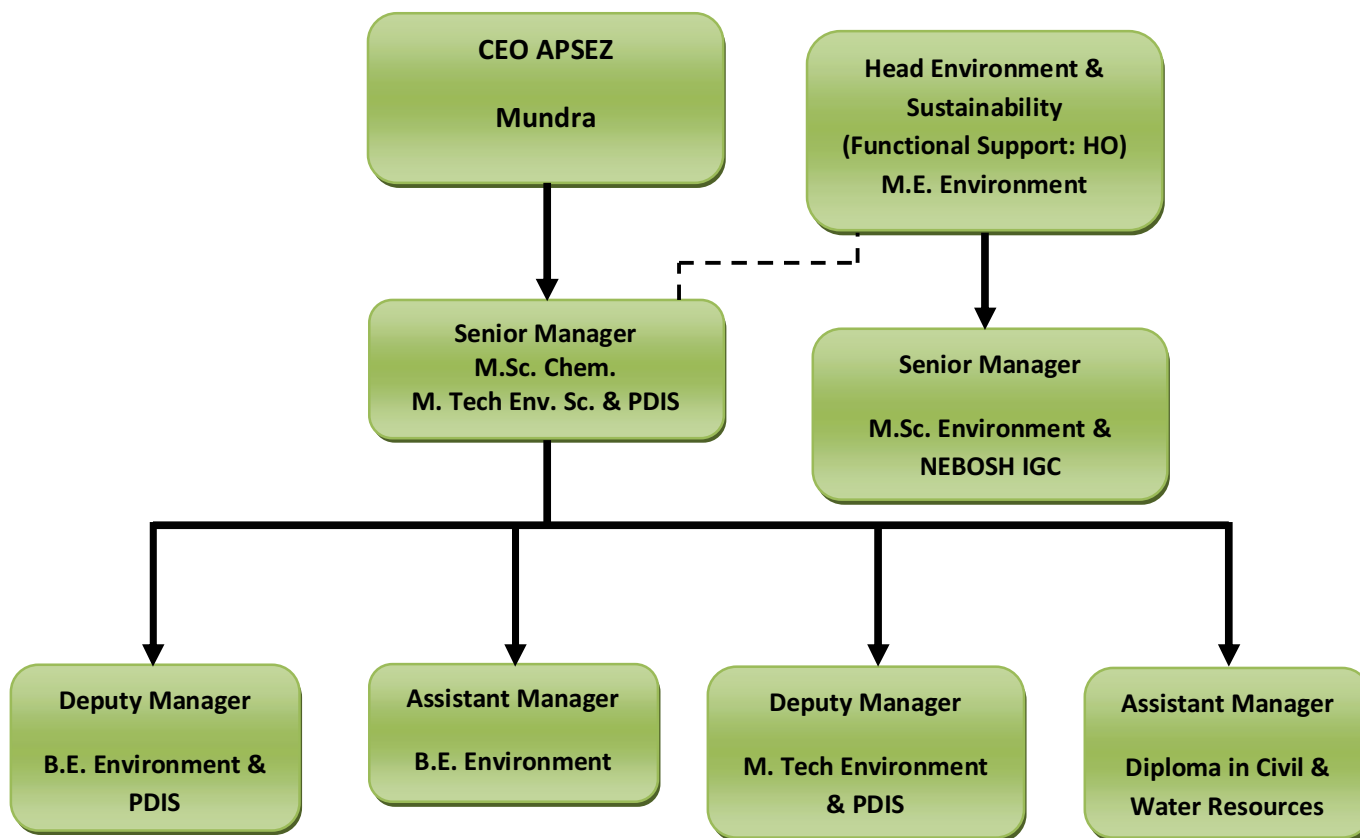 CEO APSEZ
Mundra
Head Environment &
Sustainability
(Functional Support: HO)
M.E. Environment
Senior Manager
M.Sc. Chem.
M. Tech Env. Sc. & PDIS
Senior Manager
M.Sc. Environment &
NEBOSH IGC
Deputy Manager
B.E. Environment &
PDIS
Assistant Manager
B.E. Environment
Deputy Manager
M. Tech Environment
& PDIS
Assistant Manager
Diploma in Civil &
Water Resources